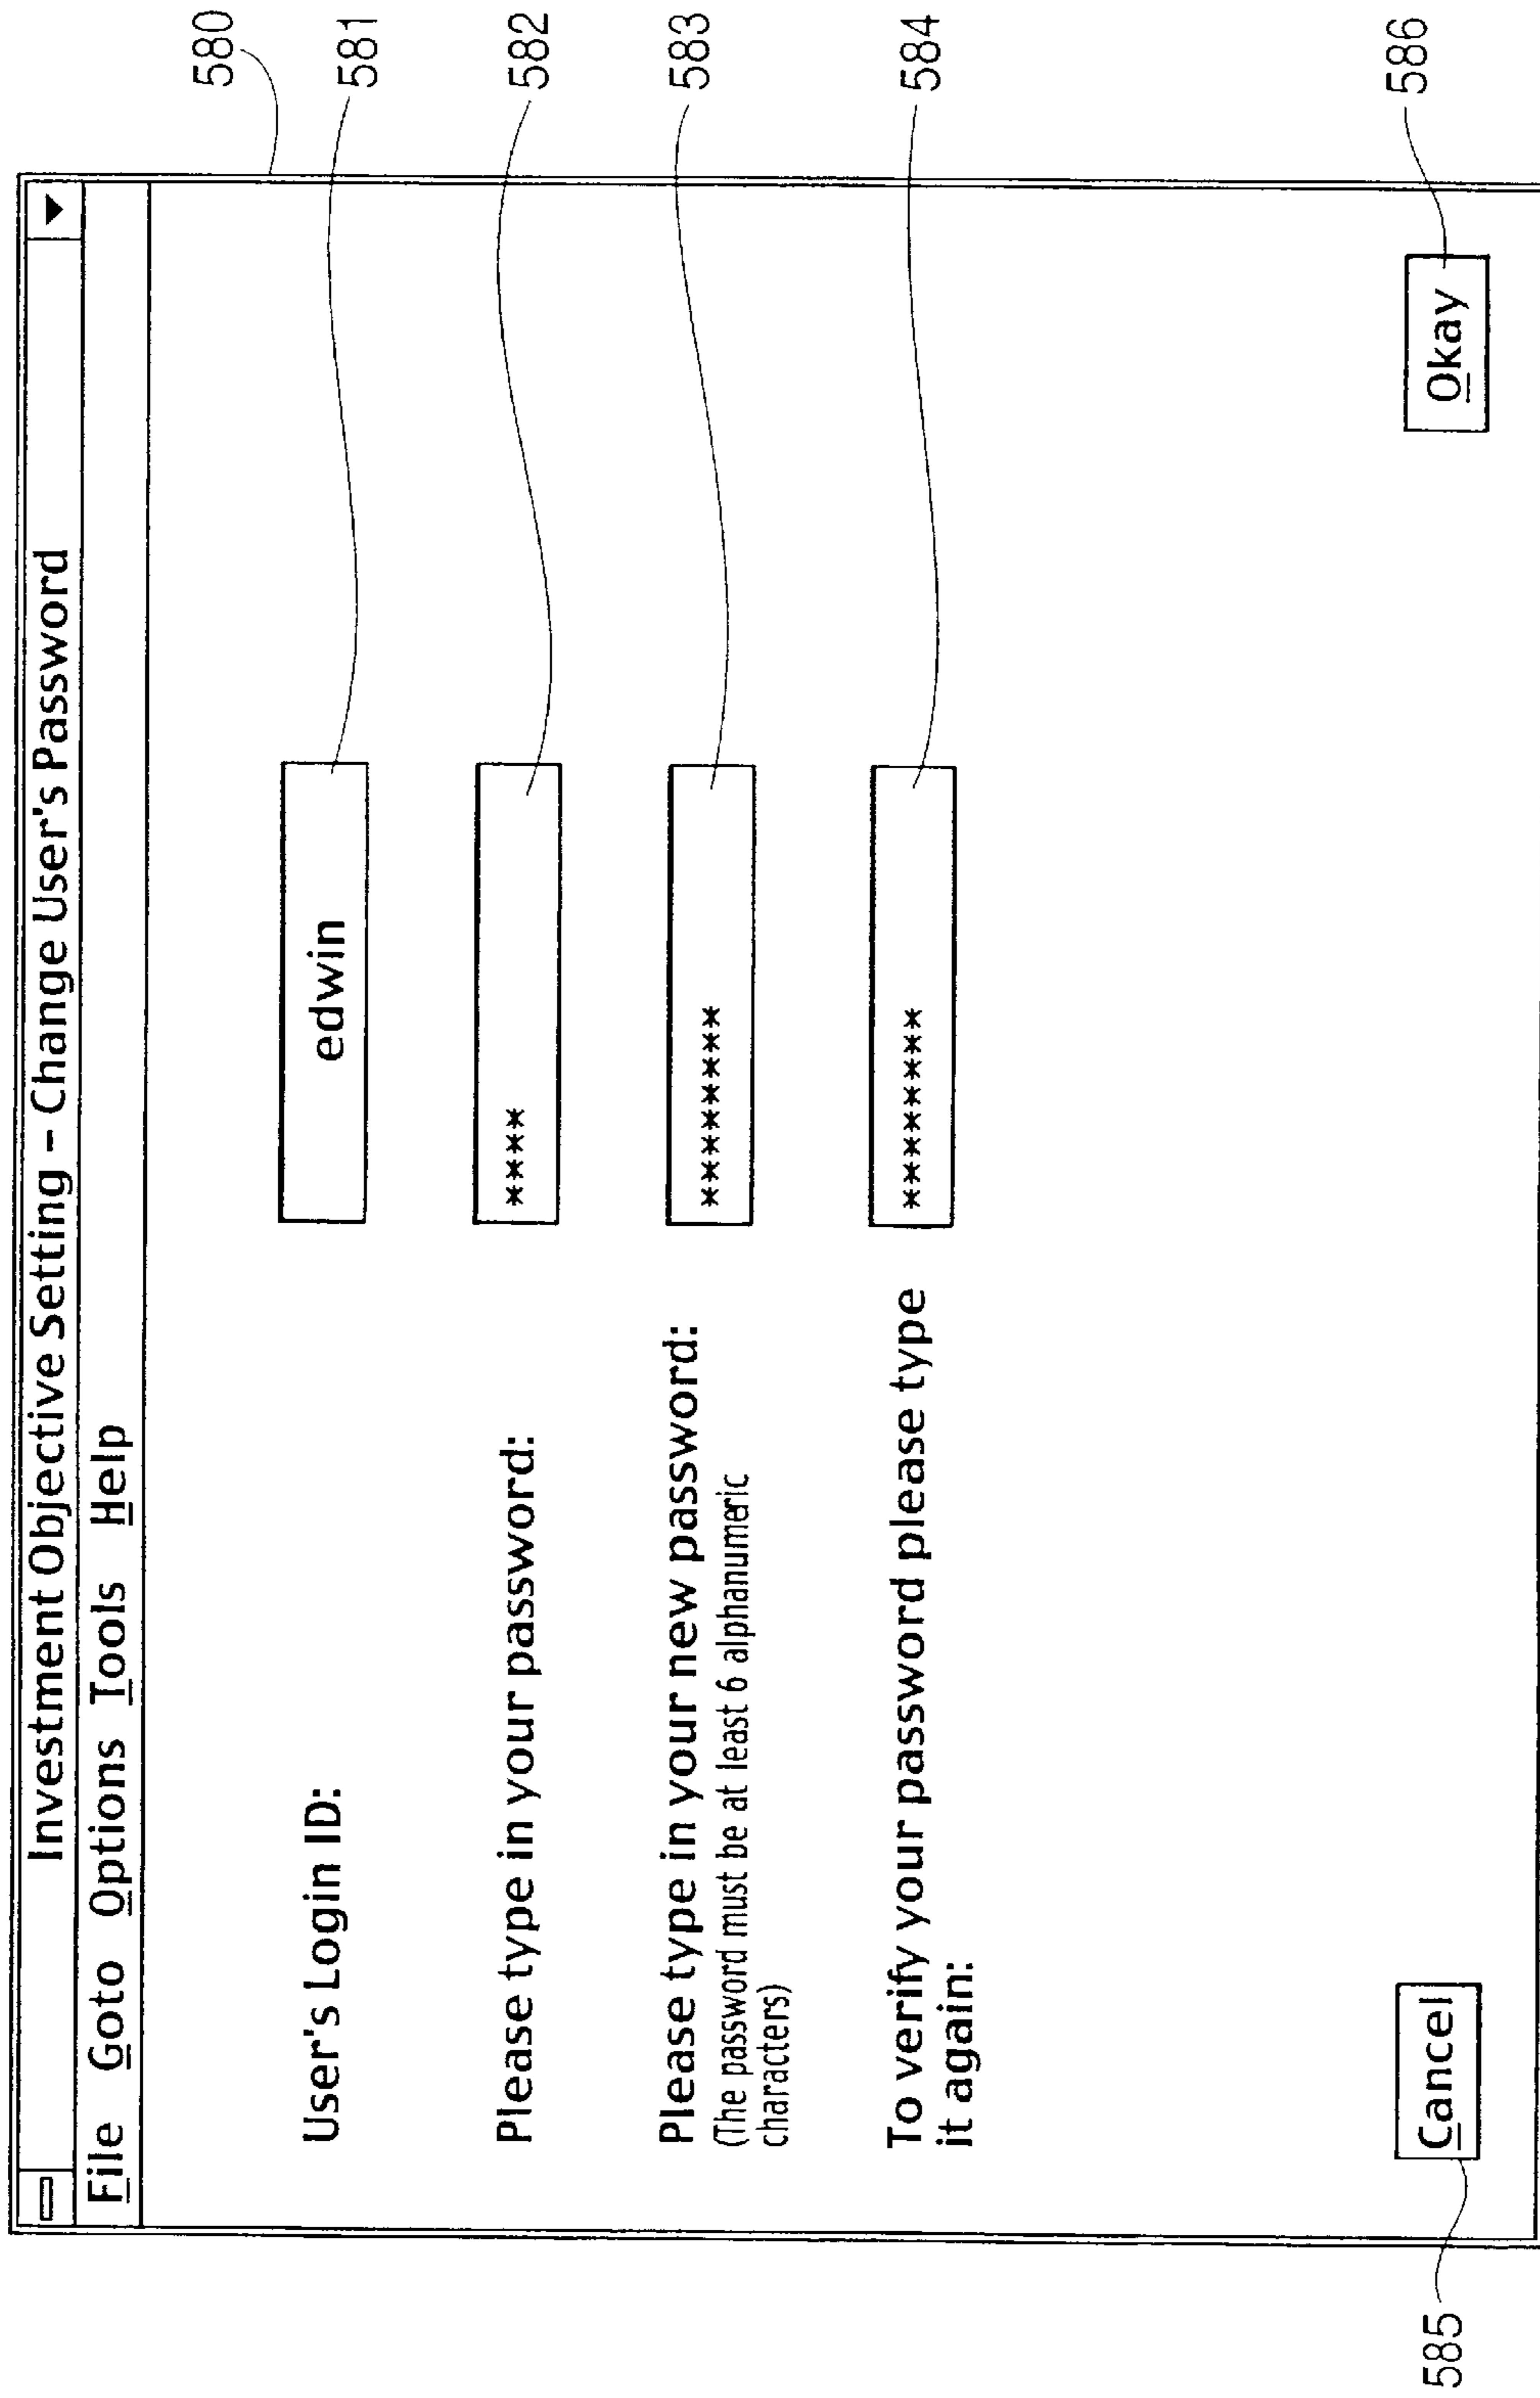 Investment Objective Setting – Change User's Password
File Goto Options Tools Help
580
User's Login ID:
edwin
581
Please type in your password:
****
582
Please type in your new password:
(The password must be at least 6 alphanumeric
characters)
********
583
To verify your password please type
it again:
********
584
585
Cancel
Okay
586